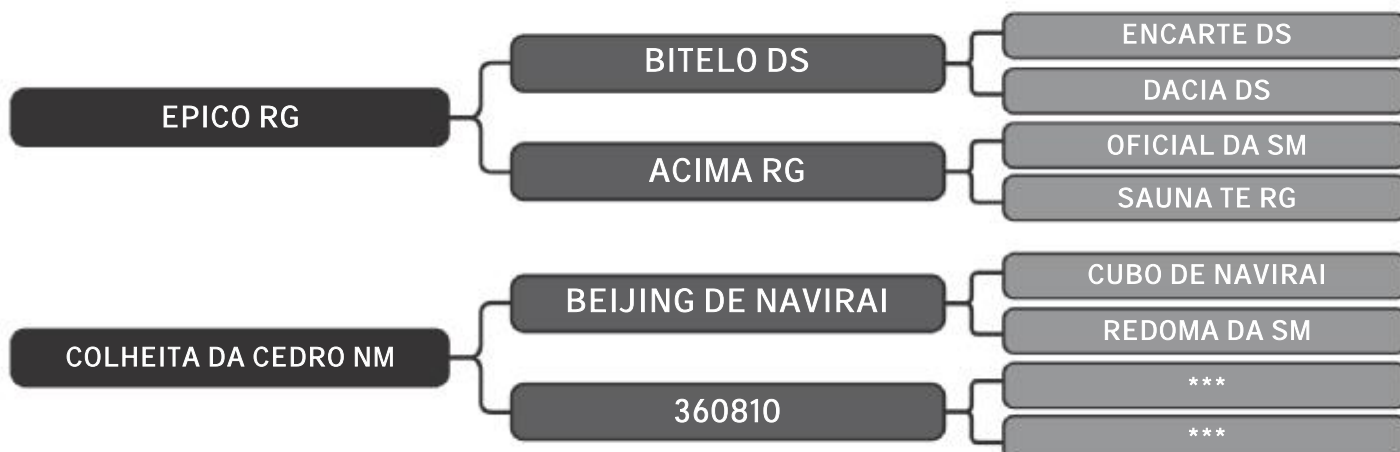 EPICO RG
BITELO DS
ENCARTE DS
DACIA DS
ACIMA RG
OFICIAL DA SM
SAUNA TE RG
COLHEITA DA CEDRO NM
BEIJING DE NAVIRAI
CUBO DE NAVIRAI
REDOMA DA SM
360810
***
***